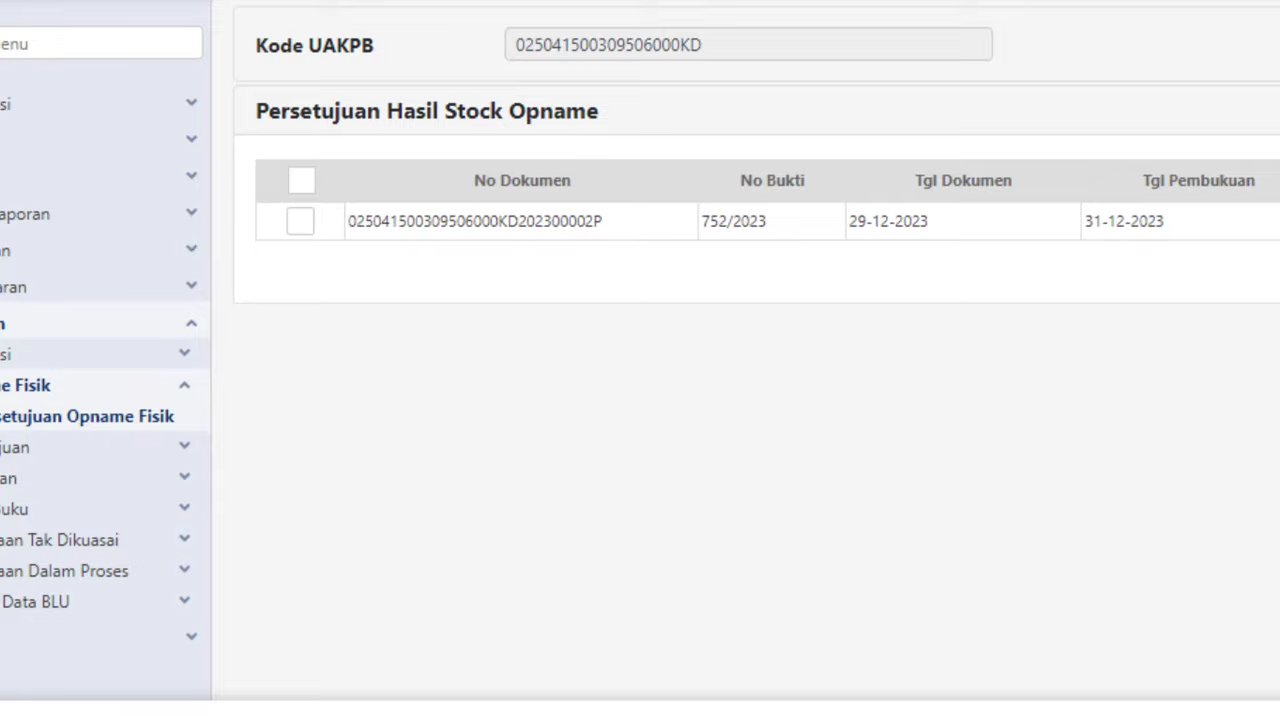 enu
si
aporan
an
aran
n
si
e Fisik
setujuan Opname Fisik
juan
an
uku
aan Tak Dikuasai
aan Dalam Proses
Data BLU
Kode UAKPB 025041500309506000KD
Persetujuan Hasil Stock Opname
No Dokumen No Bukti Tgl Dokumen Tgl Pembukuan
025041500309506000KD202300002P 752/2023 29-12-2023 31-12-2023